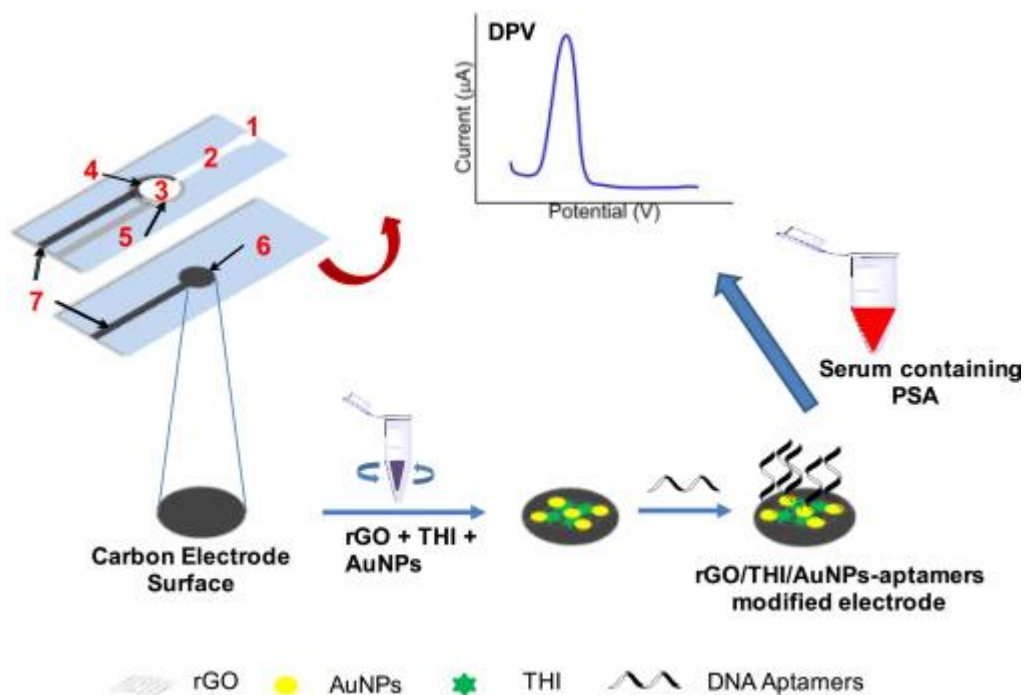 DPV
Current (µA)
Potential (V)
1
2
3
4
5
6
7
Serum containing
PSA
rGO + THI +
AuNPs
Carbon Electrode
Surface
rGO/THI/AuNPs-aptamers
modified electrode
rGO
AuNPs
THI
DNA Aptamers